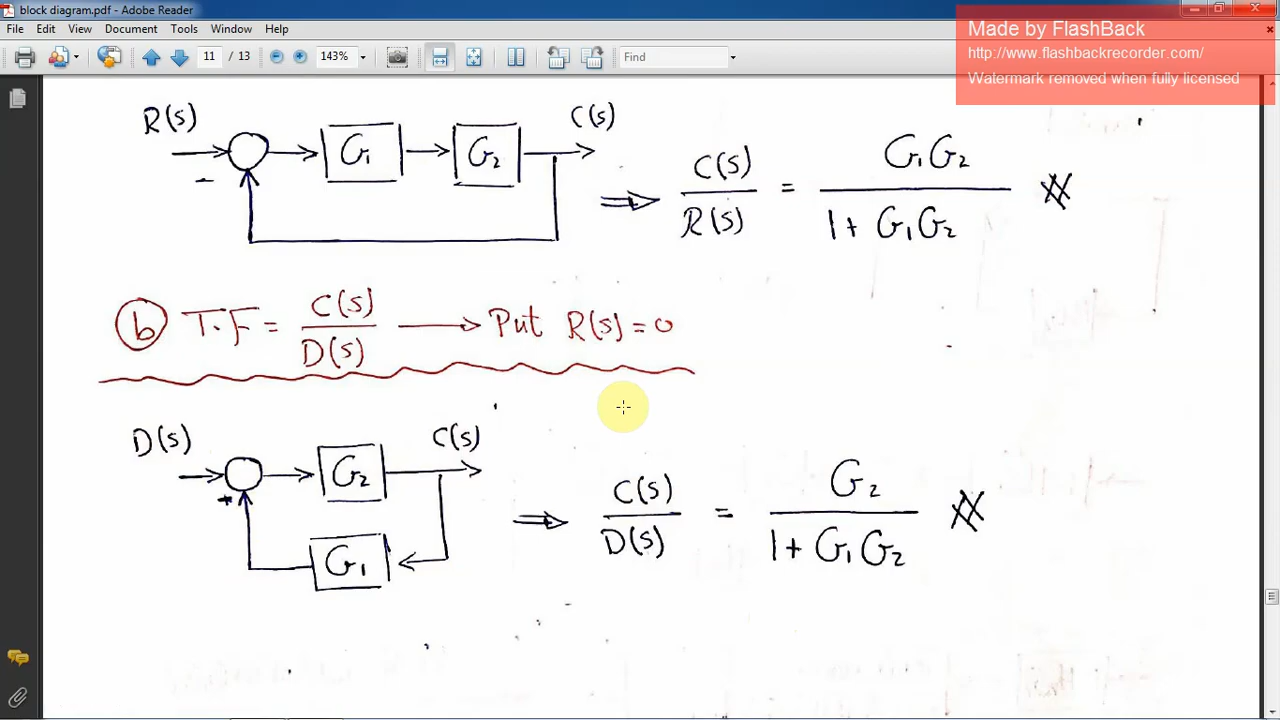 block diagram.pdf - Adobe Reader
File Edit View Document Tools Window Help
11 / 13 143% Find
Made by FlashBack
http://www.flashbackrecorder.com/
Watermark removed when fully licensed
R(s) - G₁ G₂ C(s)
⇒ C(s)/R(s) = G₁G₂/(1 + G₁G₂)
b T.F = C(s)/D(s) → Put R(s) = 0
D(s) G₂ C(s)
G₁
⇒ C(s)/D(s) = G₂/(1 + G₁G₂)